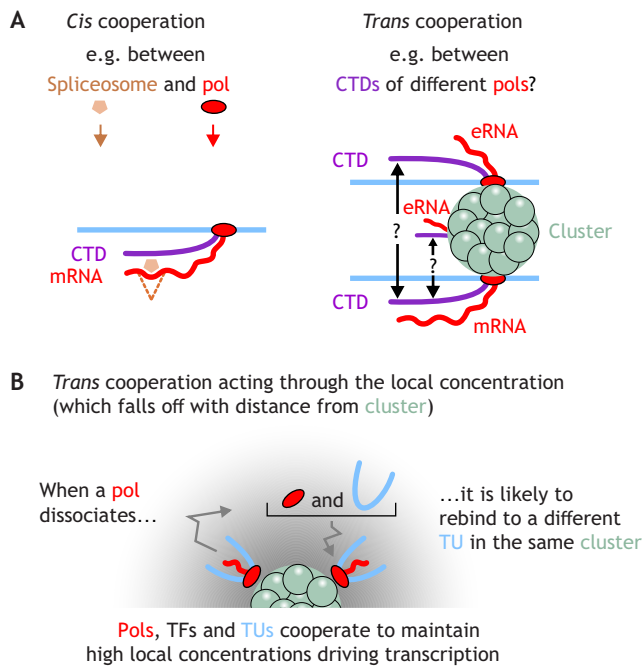 A
Cis cooperation
e.g. between
Spliceosome and pol
CTD
mRNA
Trans cooperation
e.g. between
CTDs of different pols?
eRNA
CTD
eRNA
?
?
Cluster
CTD
mRNA
B Trans cooperation acting through the local concentration
(which falls off with distance from cluster)
When a pol
dissociates...
and
...it is likely to
rebind to a different
TU in the same cluster
Pols, TFs and TUs cooperate to maintain
high local concentrations driving transcription